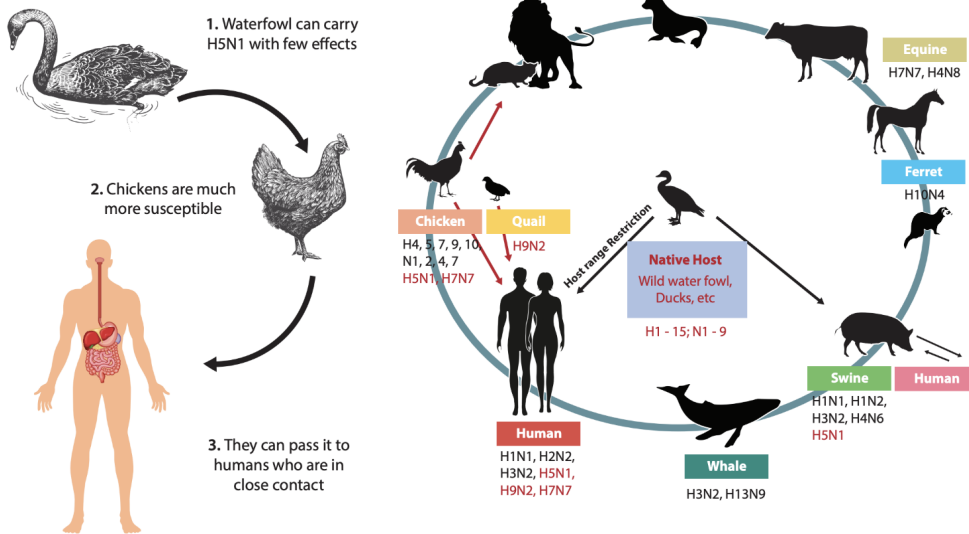 1. Waterfowl can carry
H5N1 with few effects
2. Chickens are much
more susceptible
3. They can pass it to
humans who are in
close contact
Equine
H7N7, H4N8
Ferret
H10N4
Chicken
H4, 5, 7, 9, 10,
N1, 2, 4, 7
H5N1, H7N7
Quail
H9N2
Host range Restriction
Native Host
Wild water fowl,
Ducks, etc
H1 - 15; N1 - 9
Swine
H1N1, H1N2,
H3N2, H4N6
H5N1
Human
Human
H1N1, H2N2,
H3N2, H5N1,
H9N2, H7N7
Whale
H3N2, H13N9